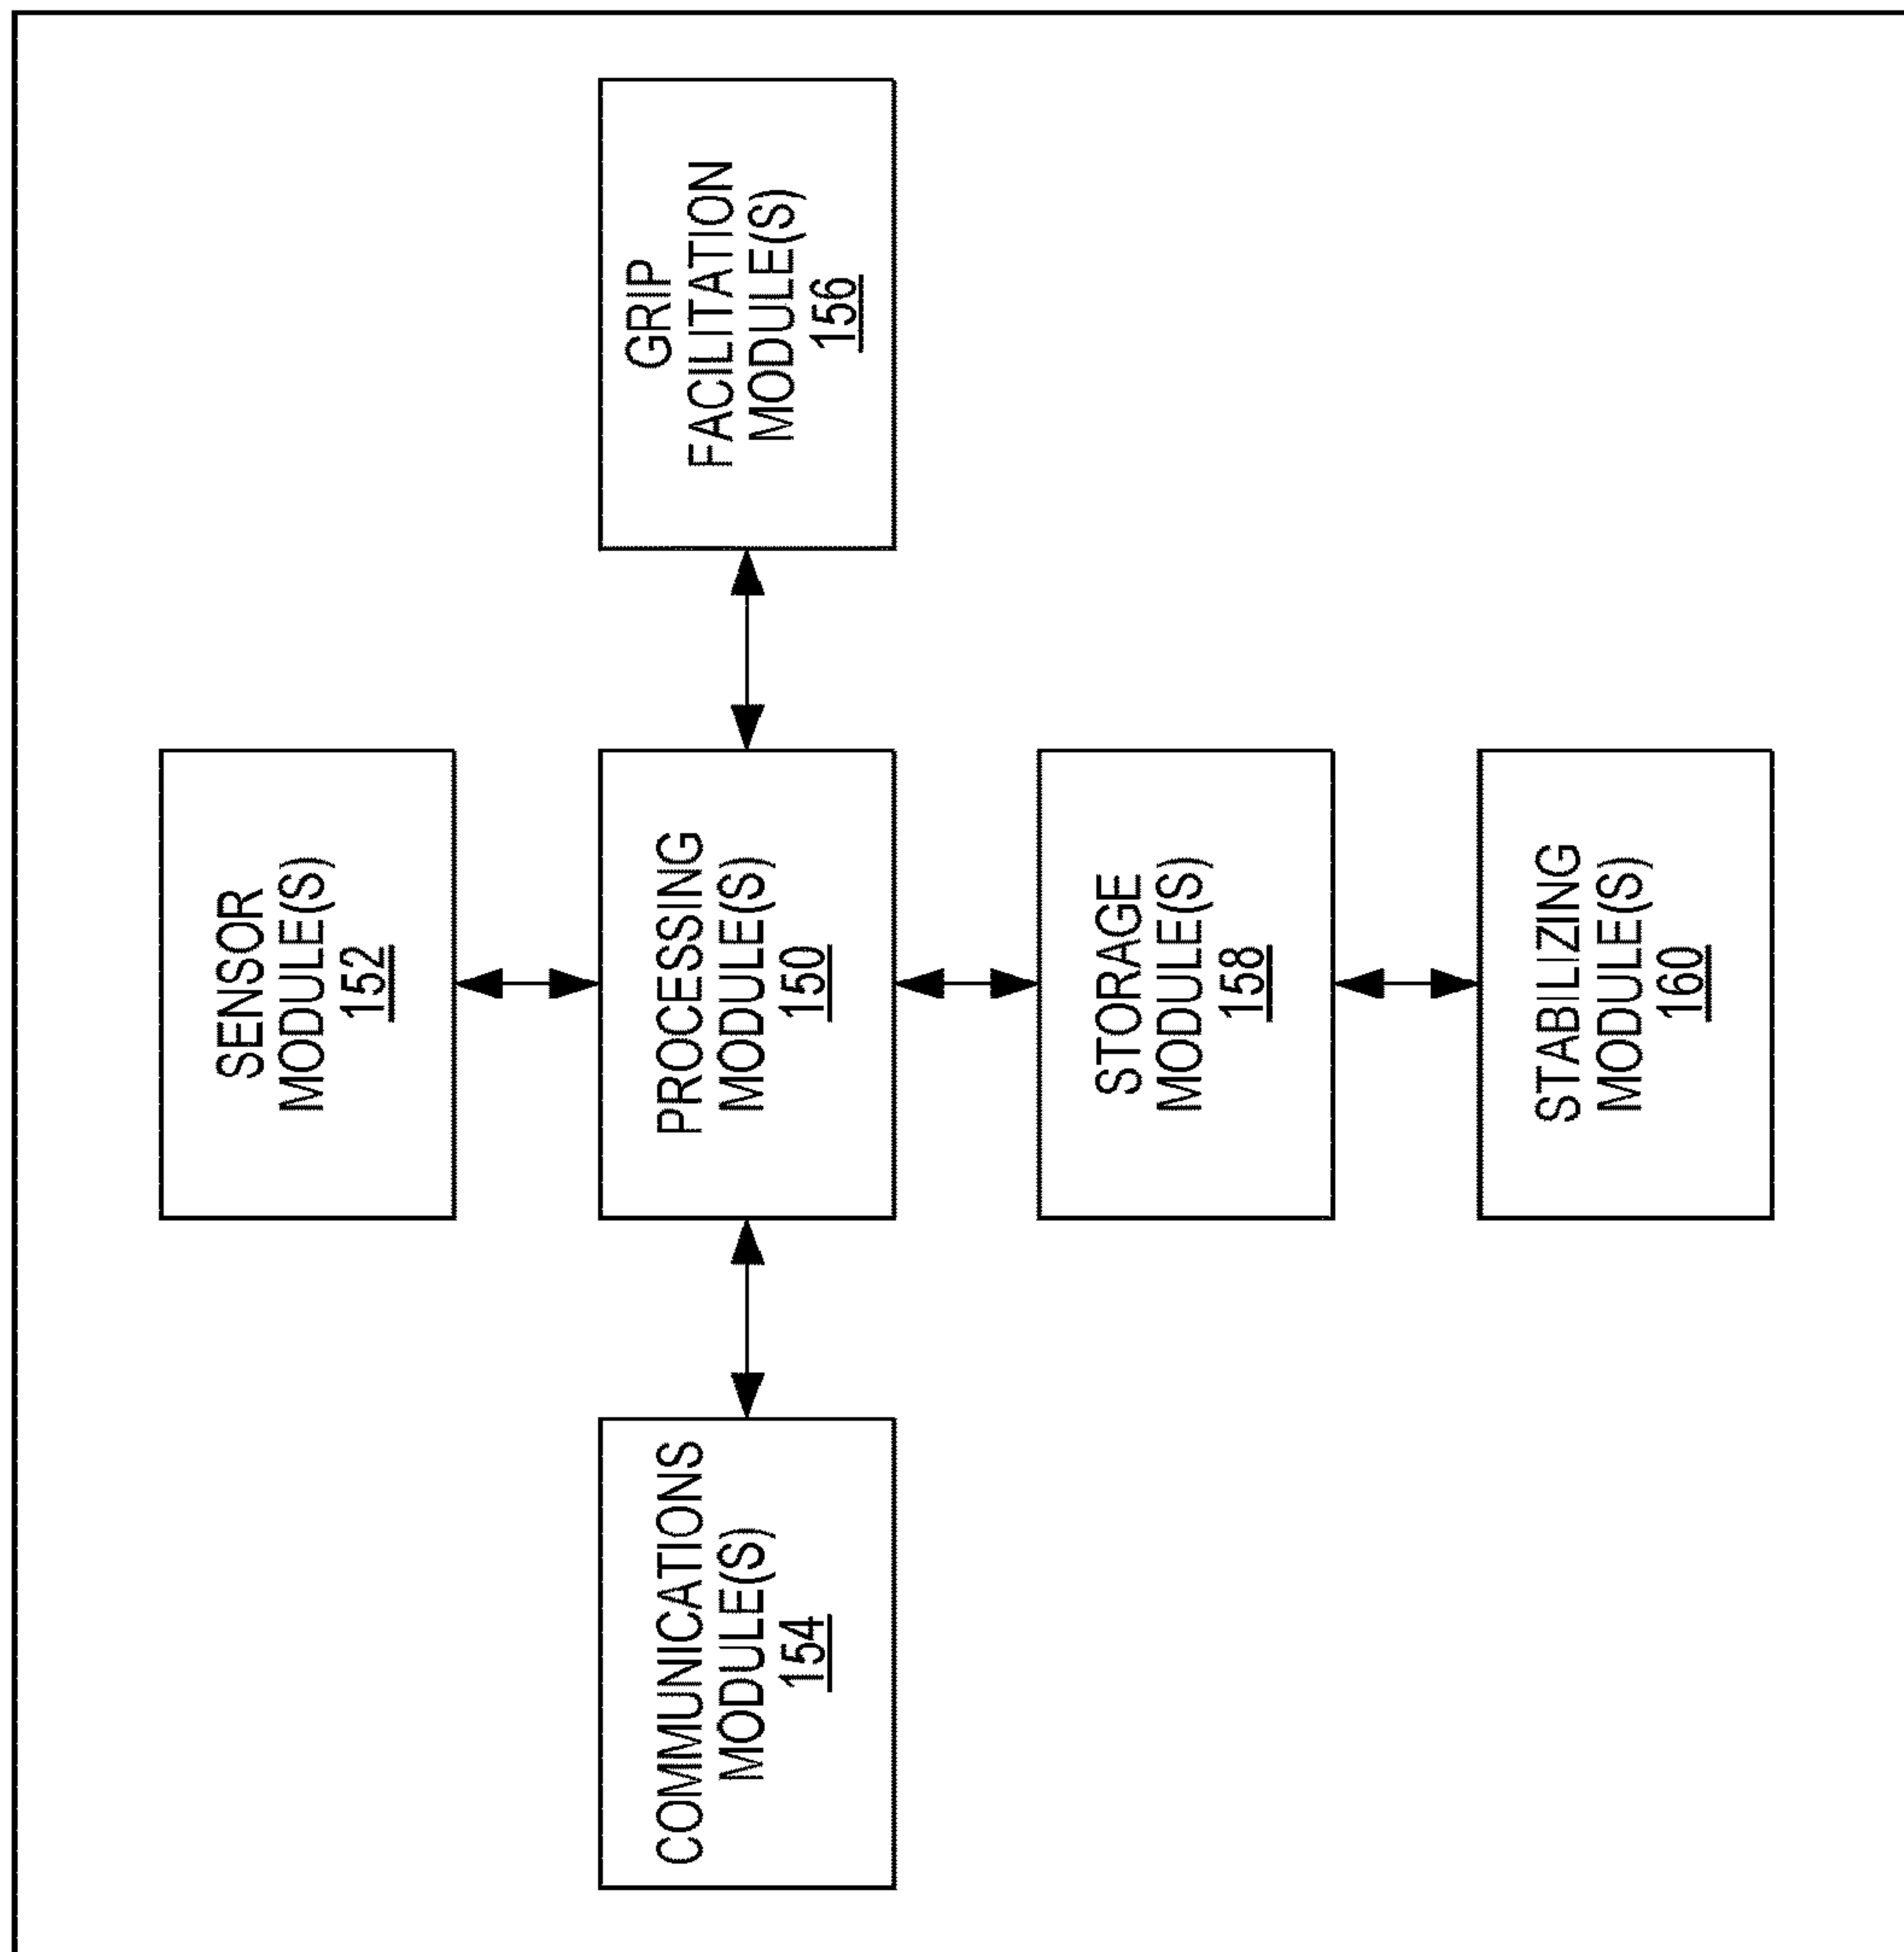 SENSOR
MODULE(S)
152
COMMUNICATIONS
MODULE(S)
154
PROCESSING
MODULE(S)
150
GRIP
FACILITATION
MODULE(S)
156
STORAGE
MODULE(S)
158
STABILIZING
MODULE(S)
160